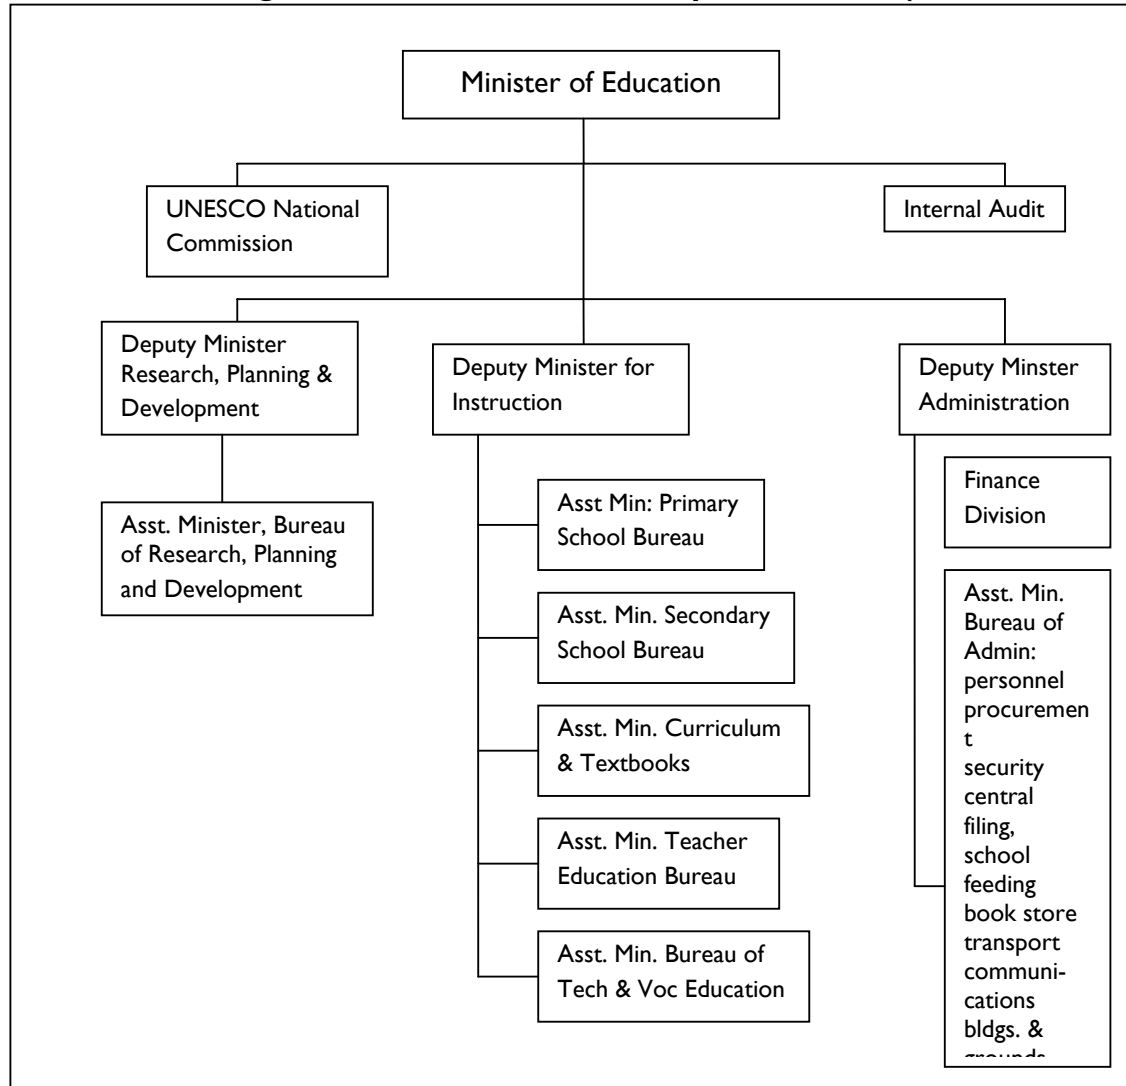 Minister of Education
UNESCO National
Commission
Internal Audit
Deputy Minister
Research, Planning &
Development
Deputy Minister for
Instruction
Deputy Minster
Administration
Asst. Minister, Bureau
of Research, Planning
and Development
Asst Min: Primary
School Bureau
Asst. Min. Secondary
School Bureau
Asst. Min. Curriculum
& Textbooks
Asst. Min. Teacher
Education Bureau
Asst. Min. Bureau of
Tech & Voc Education
Finance
Division
Asst. Min.
Bureau of
Admin:
personnel
procuremen
t
security
central
filing,
school
feeding
book store
transport
communi-
cations
bldgs. &
grounds